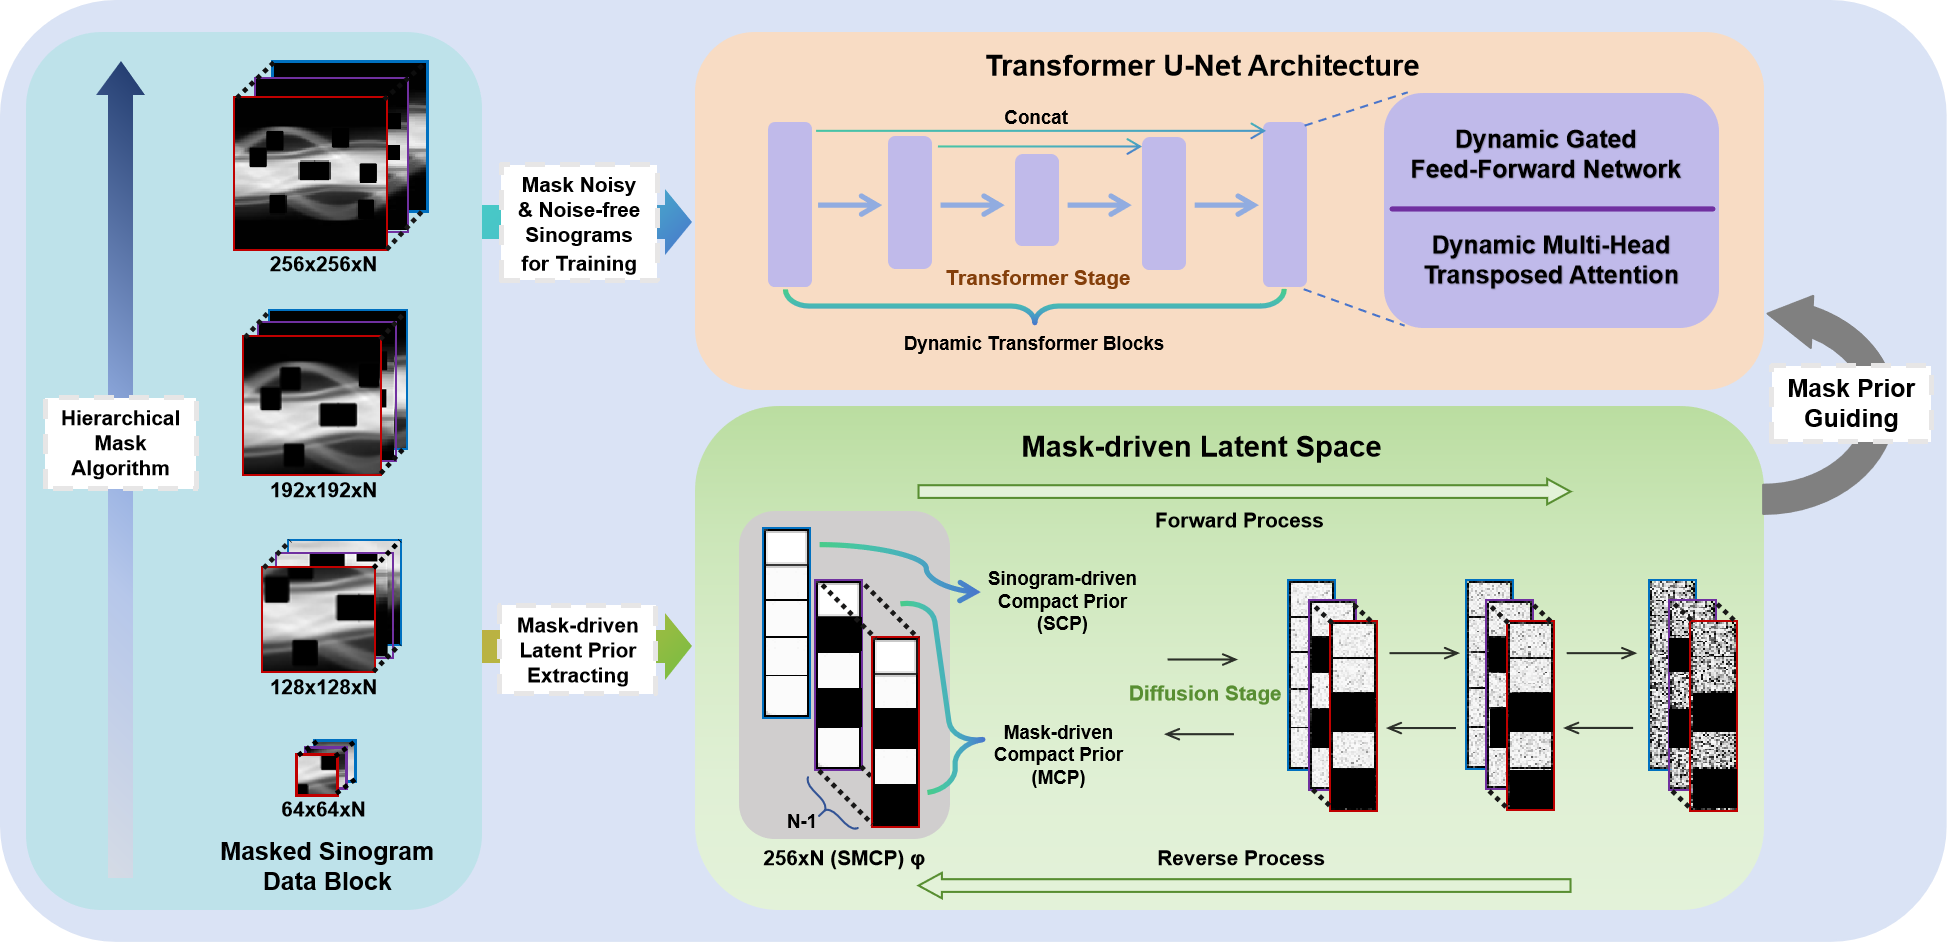 256x256xN
192x192xN
128x128xN
64x64xN
Hierarchical
Mask
Algorithm
Masked Sinogram
Data Block
Mask Noisy
& Noise-free
Sinograms
for Training
Mask-driven
Latent Prior
Extracting
Transformer U-Net Architecture
Concat
Transformer Stage
Dynamic Transformer Blocks
Dynamic Gated
Feed-Forward Network
Dynamic Multi-Head
Transposed Attention
Mask Prior
Guiding
Mask-driven Latent Space
Forward Process
Sinogram-driven
Compact Prior
(SCP)
Diffusion Stage
Mask-driven
Compact Prior
(MCP)
N-1
256xN (SMCP) φ
Reverse Process